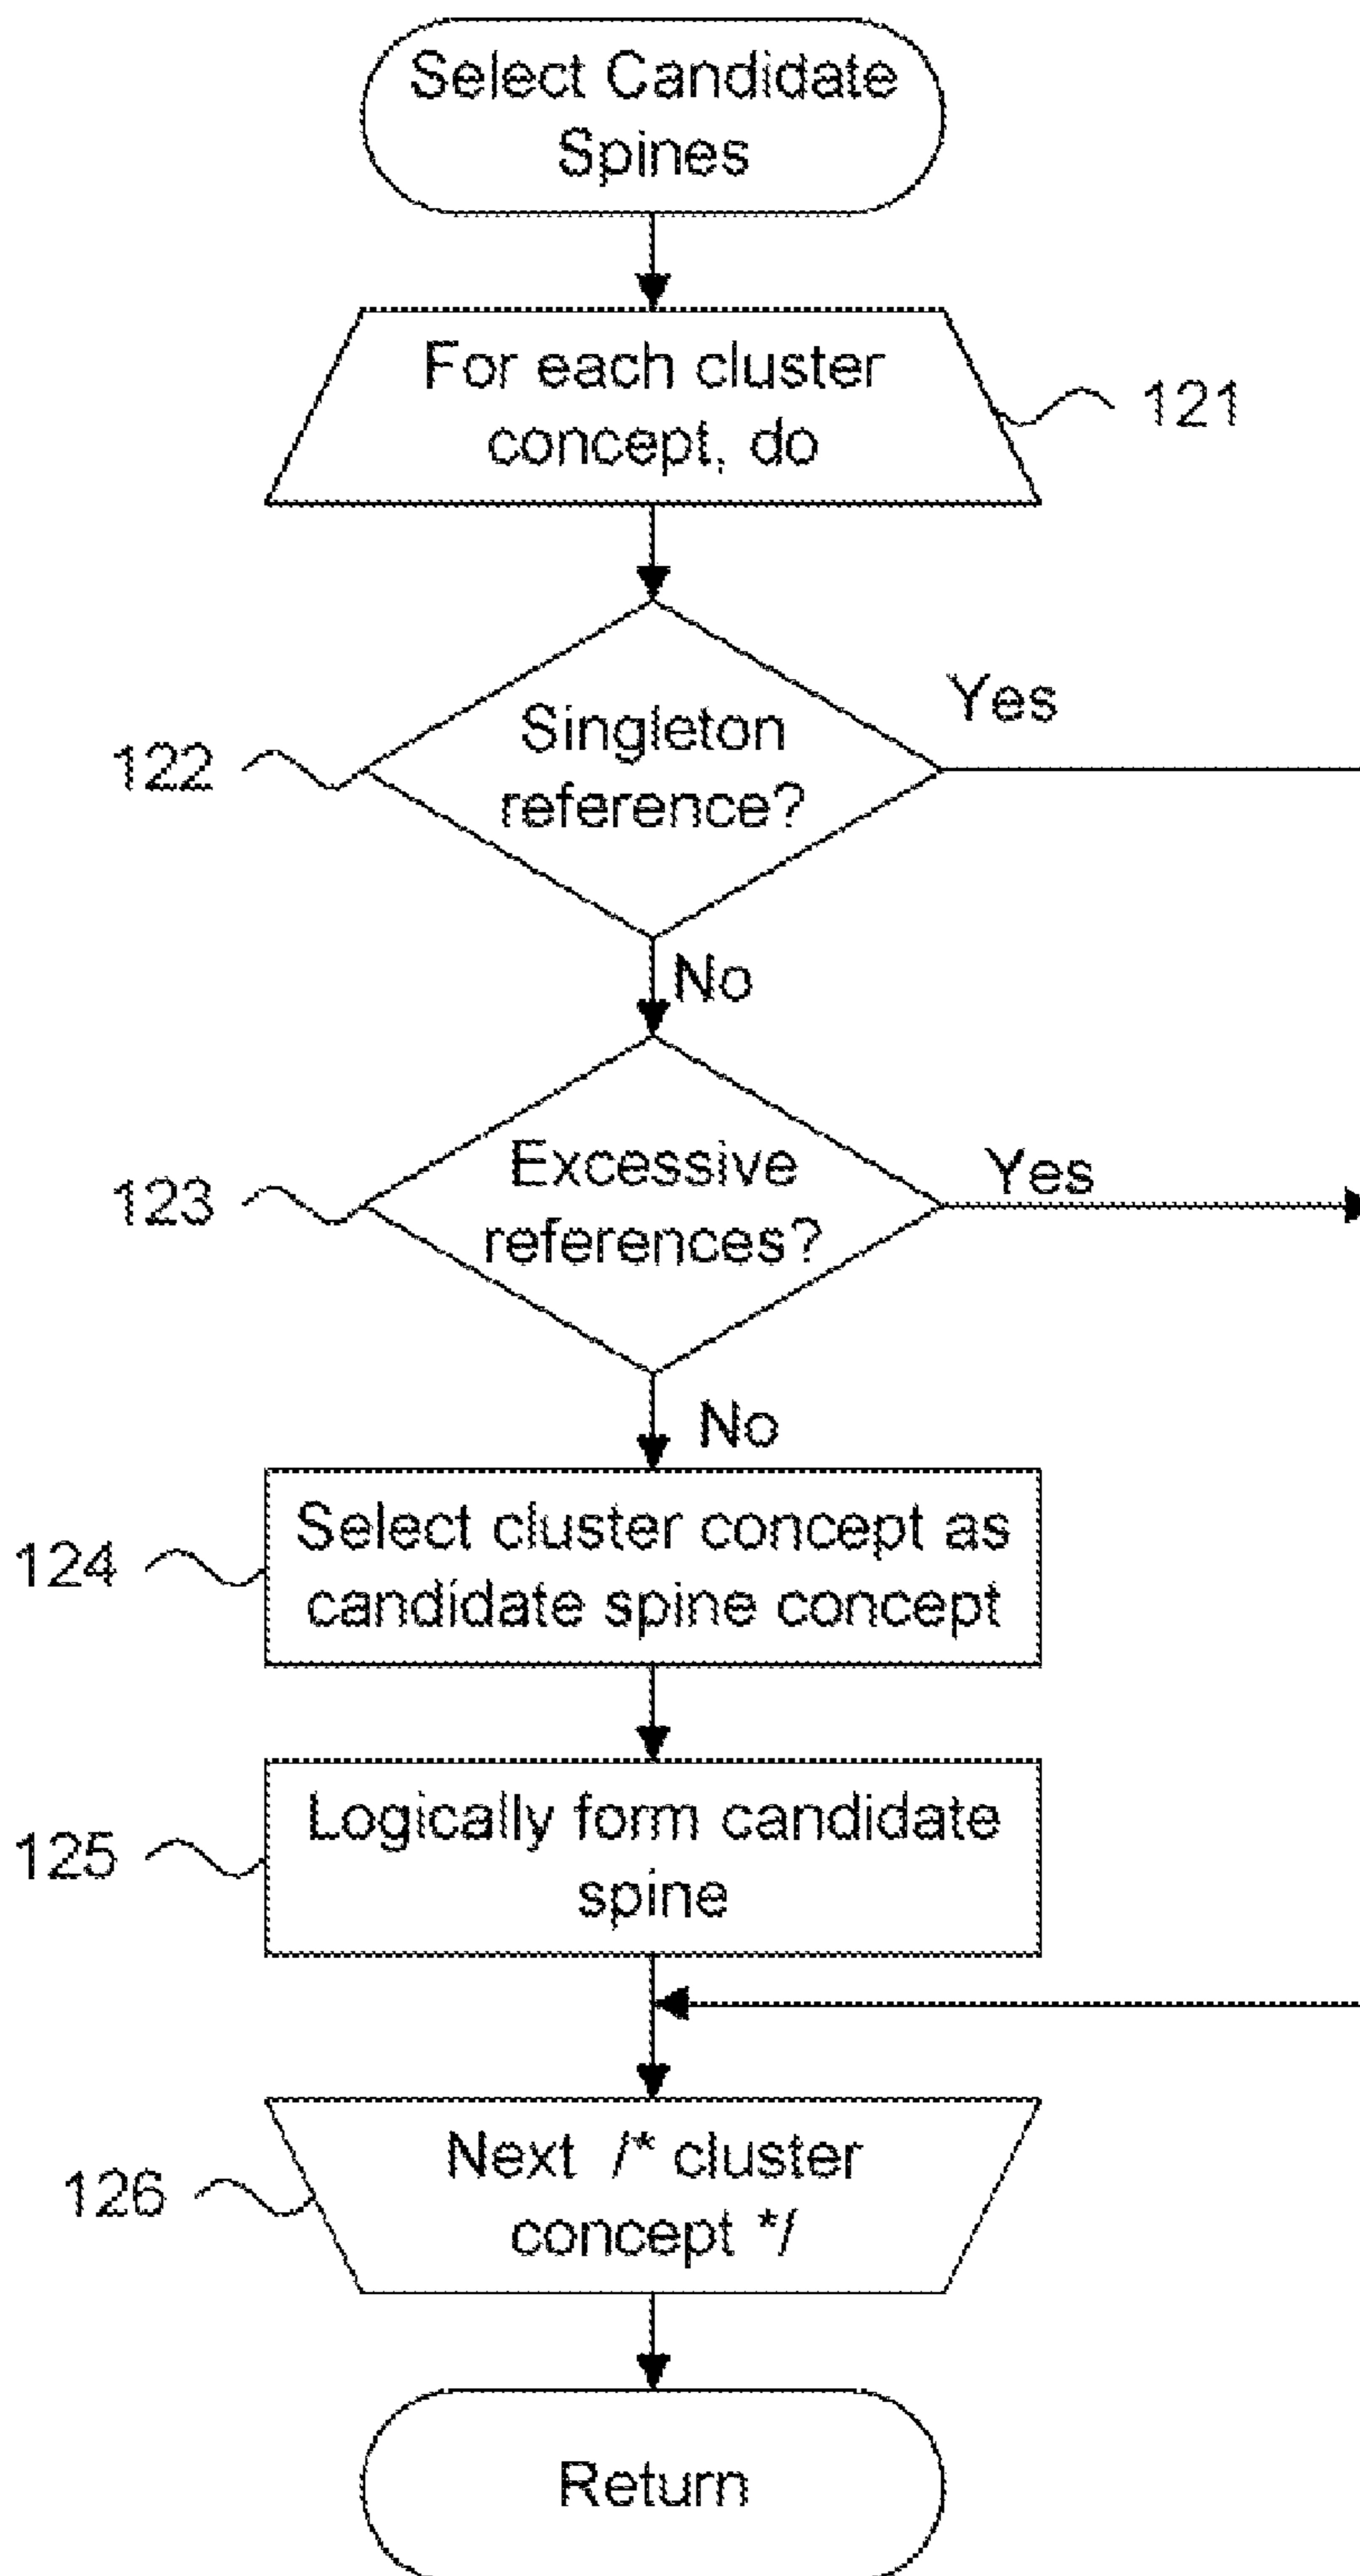 Select Candidate
Spines
For each cluster
concept, do
121
Singleton
reference?
Yes
122
No
Excessive
references?
Yes
123
No
Select cluster concept as
candidate spine concept
124
Logically form candidate
spine
125
Next /* cluster
concept */
126
Return